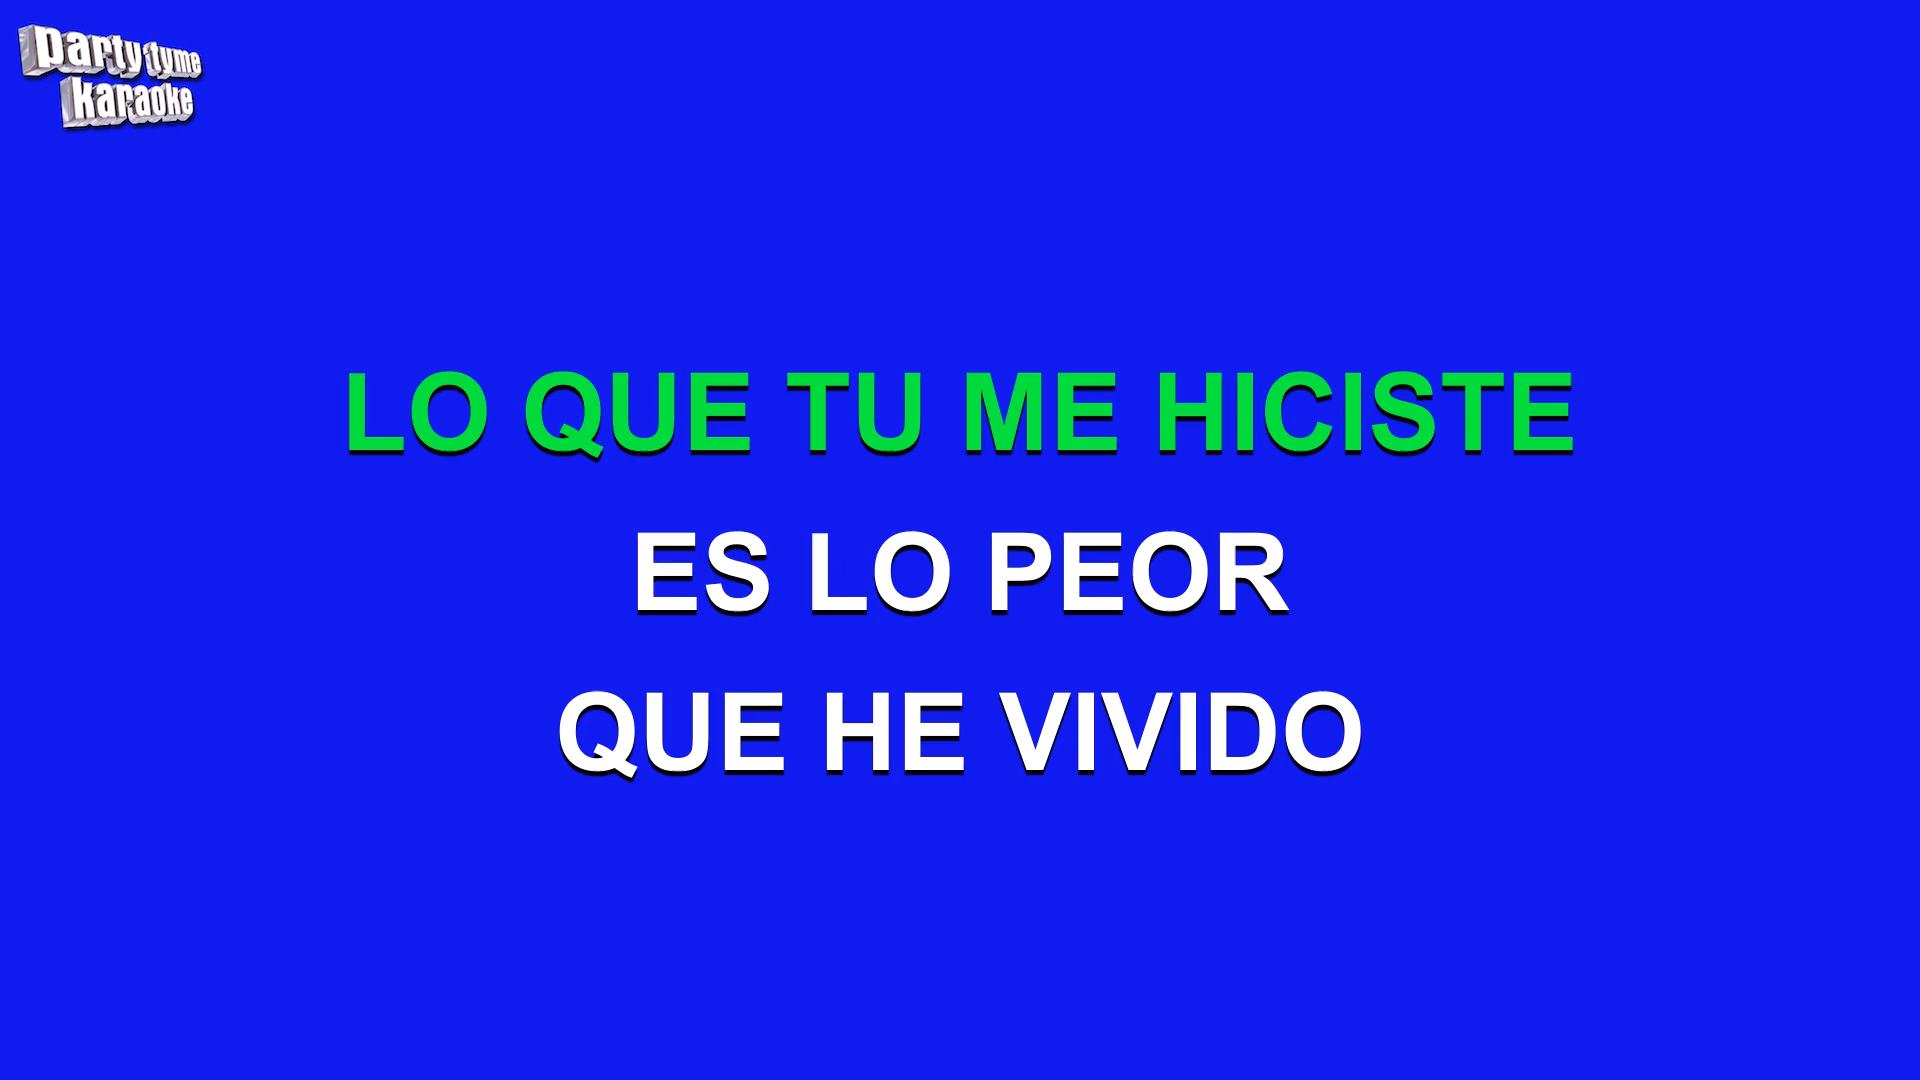 party tyme
karaoke
LO QUE TU ME HICISTE
ES LO PEOR
QUE HE VIVIDO